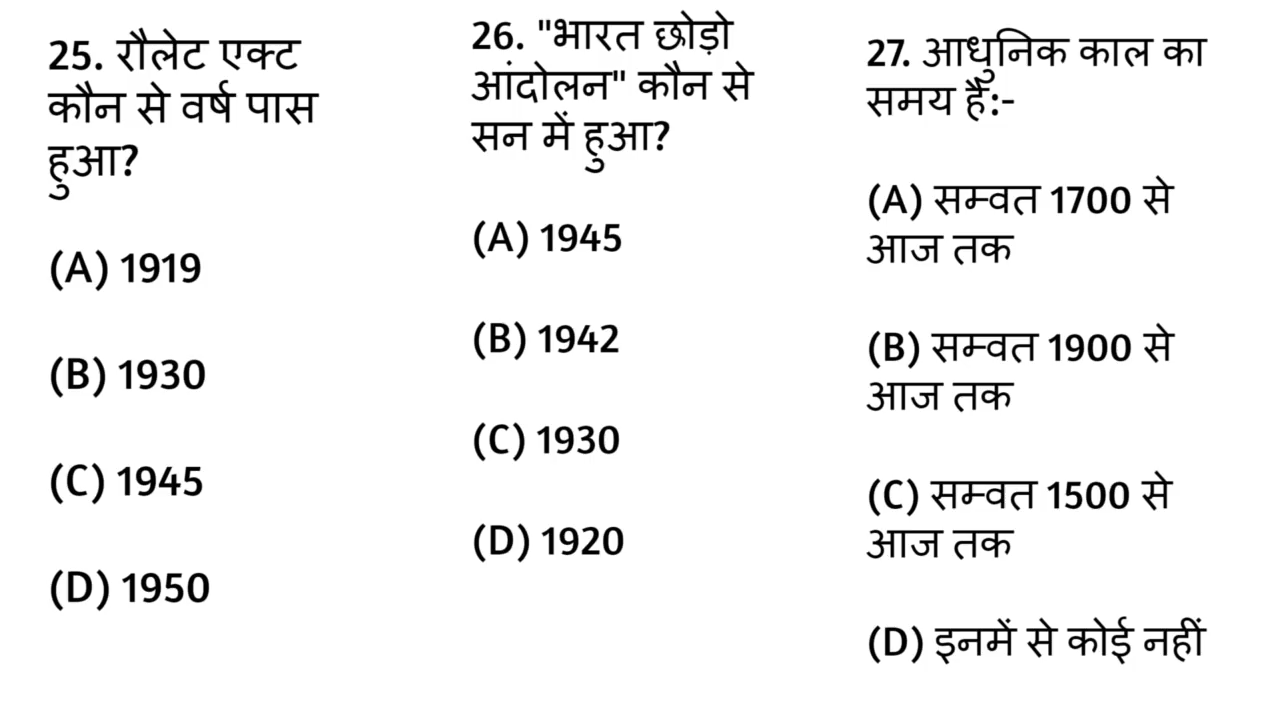 25. रौलेट एक्ट
कौन से वर्ष पास
हुआ?
(A) 1919
(B) 1930
(C) 1945
(D) 1950
26. "भारत छोड़ो
आंदोलन" कौन से
सन में हुआ?
(A) 1945
(B) 1942
(C) 1930
(D) 1920
27. आधुनिक काल का
समय है:-
(A) सम्वत 1700 से
आज तक
(B) सम्वत 1900 से
आज तक
(C) सम्वत 1500 से
आज तक
(D) इनमें से कोई नहीं